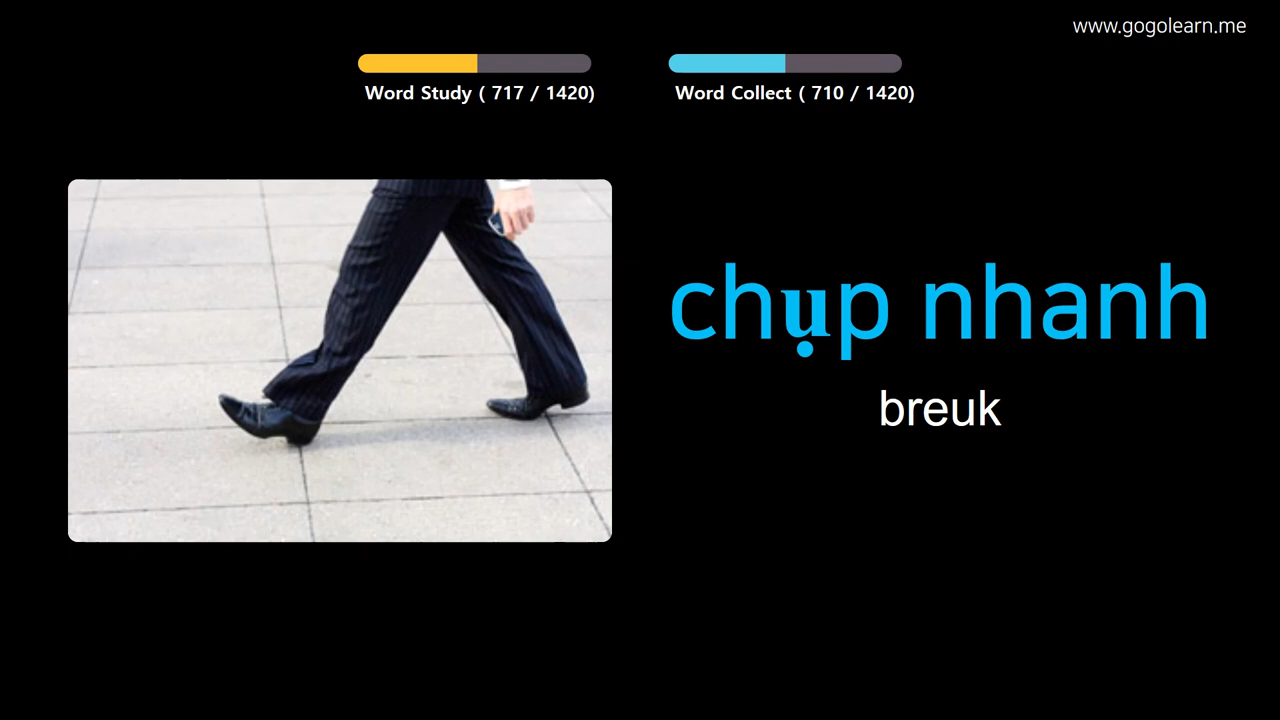 www.gogolearn.me
Word Study ( 717 / 1420)
Word Collect ( 710 / 1420)
chụp nhanh
breuk